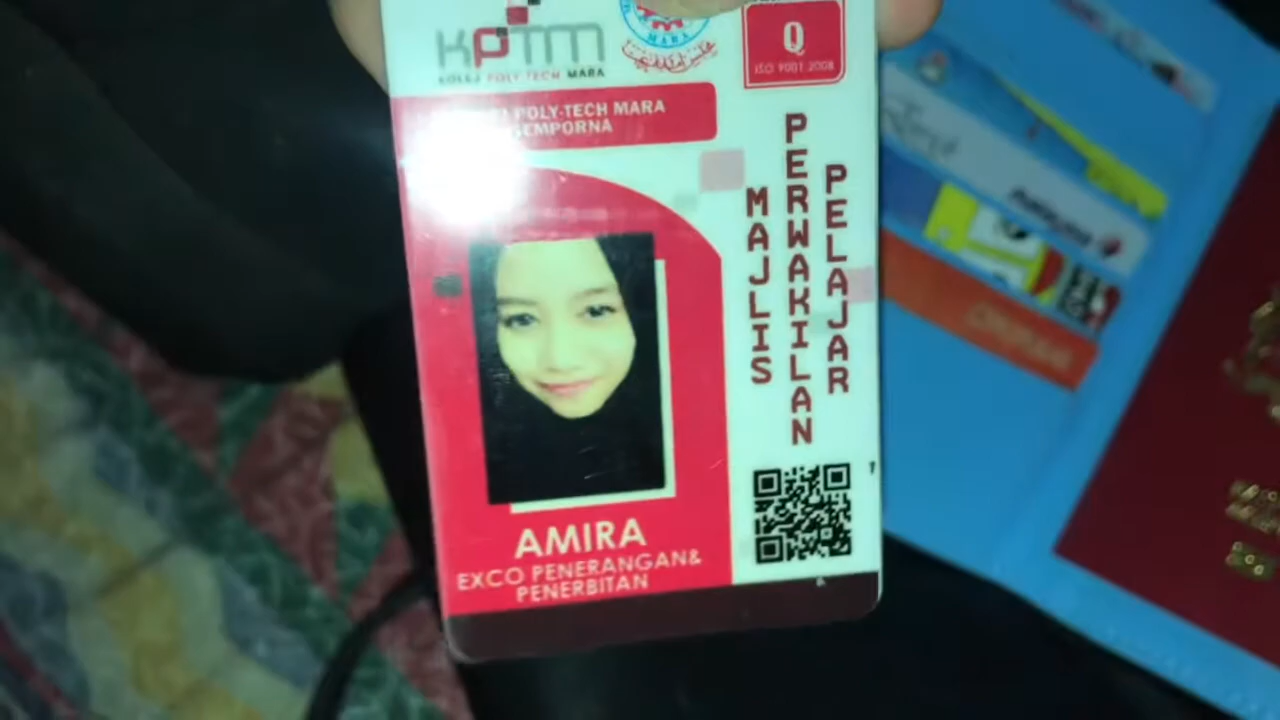 KPTM
KOLEJ POLY-TECH MARA
MARA
Q
ISO 9001:2008
POLY-TECH MARA
SEMPORNA
MAJLIS
PERWAKILAN
PELAJAR
AMIRA
EXCO PENERANGAN&
PENERBITAN